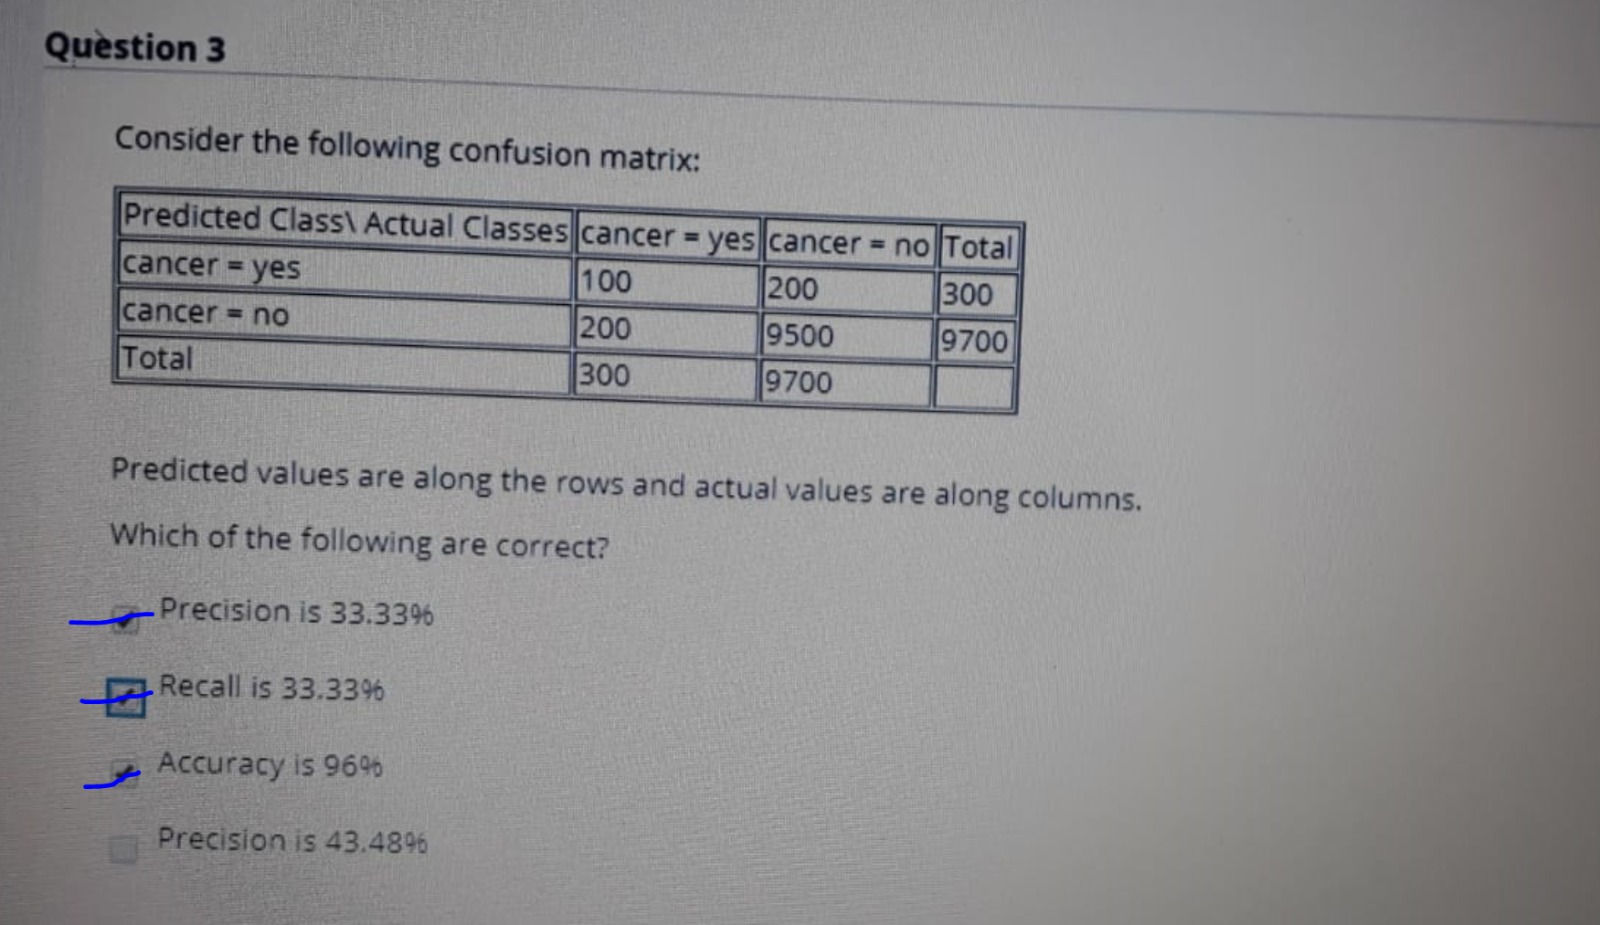 Question 3
Consider the following confusion matrix:
Predicted Class\ Actual Classes cancer = yes cancer = no Total
cancer = yes 100 200 300
cancer = no 200 9500 9700
Total 300 9700
Predicted values are along the rows and actual values are along columns.
Which of the following are correct?
Precision is 33.33%
Recall is 33.33%
Accuracy is 96%
Precision is 43.48%